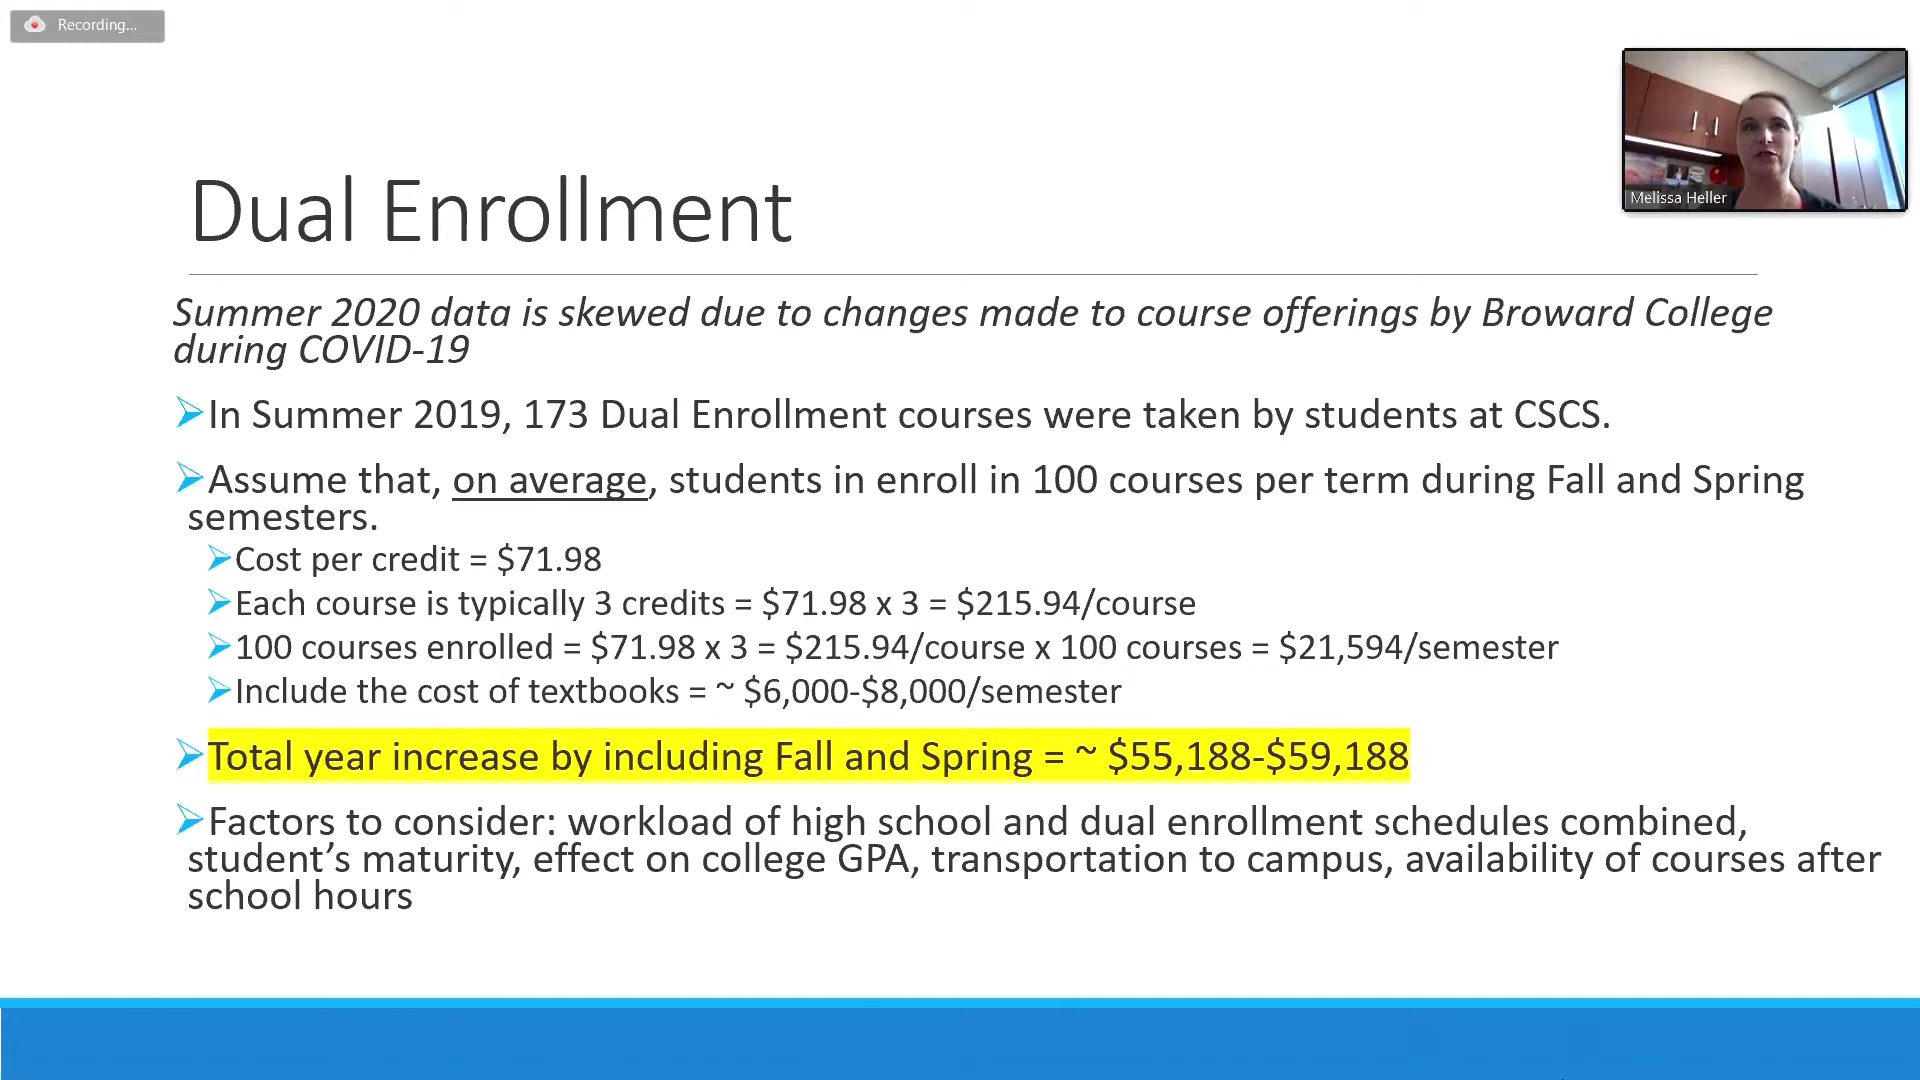 Recording...
Melissa Heller
Dual Enrollment
Summer 2020 data is skewed due to changes made to course offerings by Broward College
during COVID-19
➢In Summer 2019, 173 Dual Enrollment courses were taken by students at CSCS.
➢Assume that, on average, students in enroll in 100 courses per term during Fall and Spring
semesters.
➢Cost per credit = $71.98
➢Each course is typically 3 credits = $71.98 x 3 = $215.94/course
➢100 courses enrolled = $71.98 x 3 = $215.94/course x 100 courses = $21,594/semester
➢Include the cost of textbooks = ~ $6,000-$8,000/semester
➢Total year increase by including Fall and Spring = ~ $55,188-$59,188
➢Factors to consider: workload of high school and dual enrollment schedules combined,
student’s maturity, effect on college GPA, transportation to campus, availability of courses after
school hours